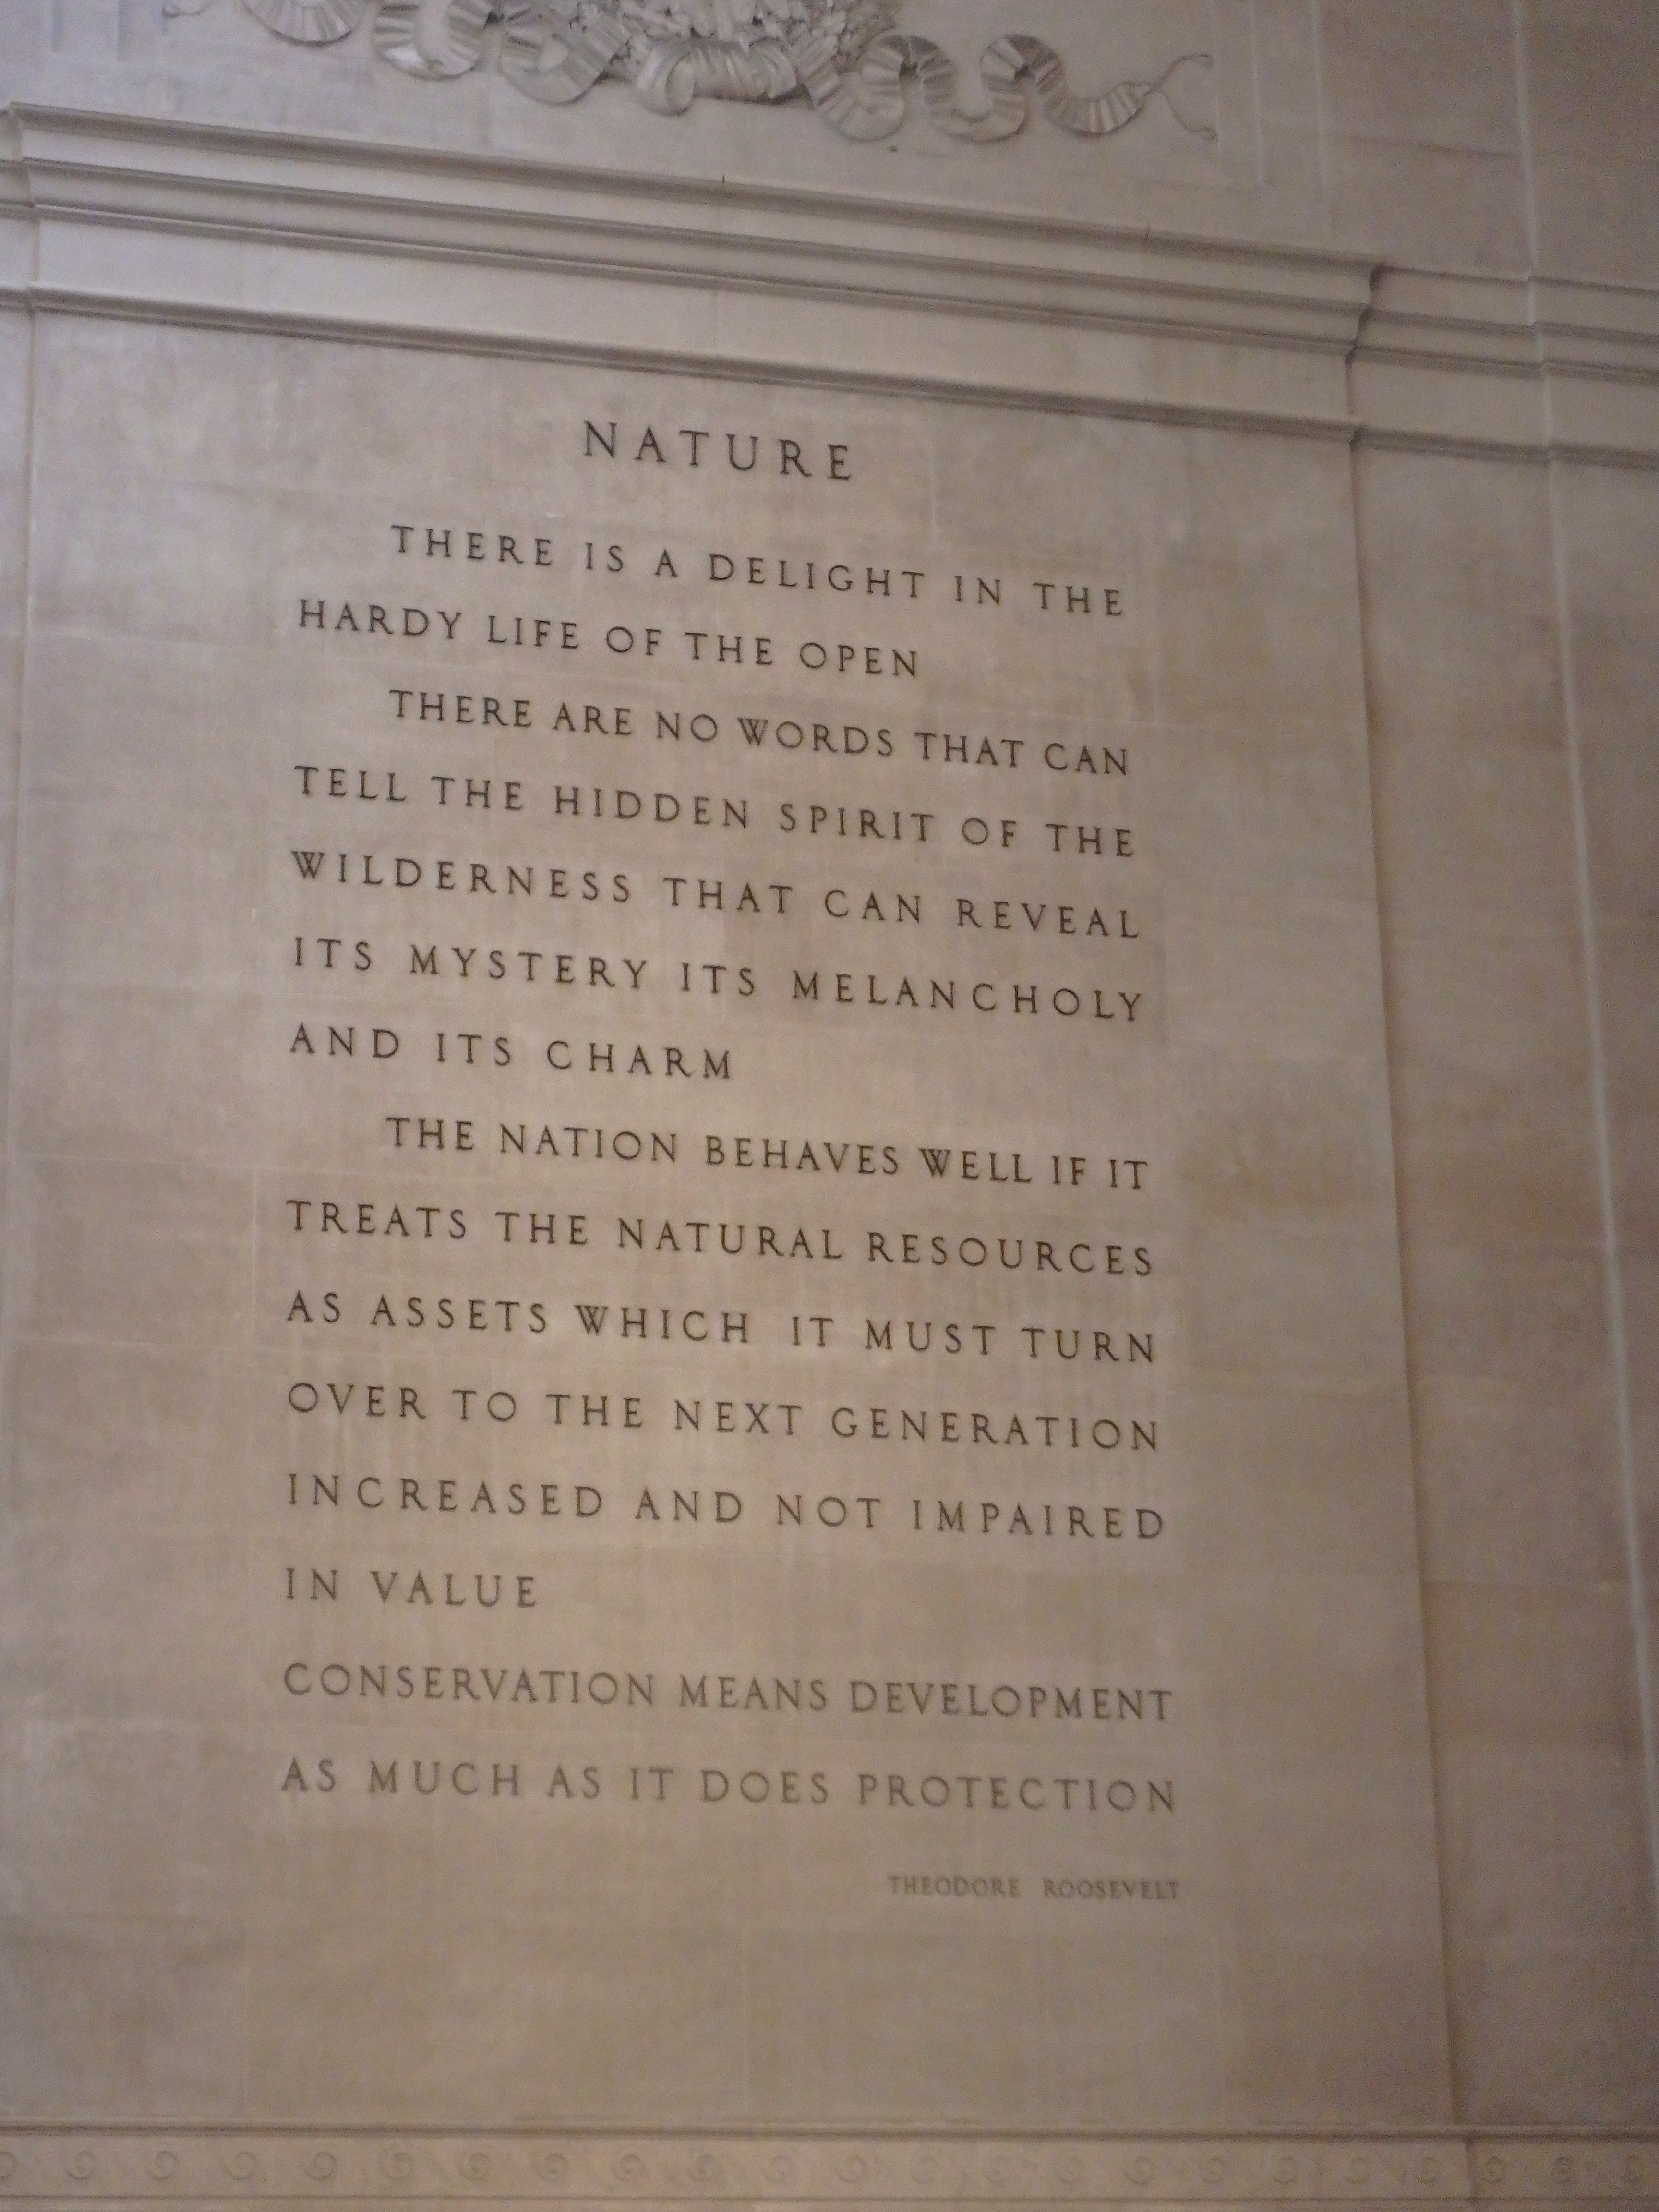 NATURE
THERE IS A DELIGHT IN THE
HARDY LIFE OF THE OPEN
THERE ARE NO WORDS THAT CAN
TELL THE HIDDEN SPIRIT OF THE
WILDERNESS THAT CAN REVEAL
ITS MYSTERY ITS MELANCHOLY
AND ITS CHARM
THE NATION BEHAVES WELL IF IT
TREATS THE NATURAL RESOURCES
AS ASSETS WHICH IT MUST TURN
OVER TO THE NEXT GENERATION
INCREASED AND NOT IMPAIRED
IN VALUE
CONSERVATION MEANS DEVELOPMENT
AS MUCH AS IT DOES PROTECTION
THEODORE ROOSEVELT